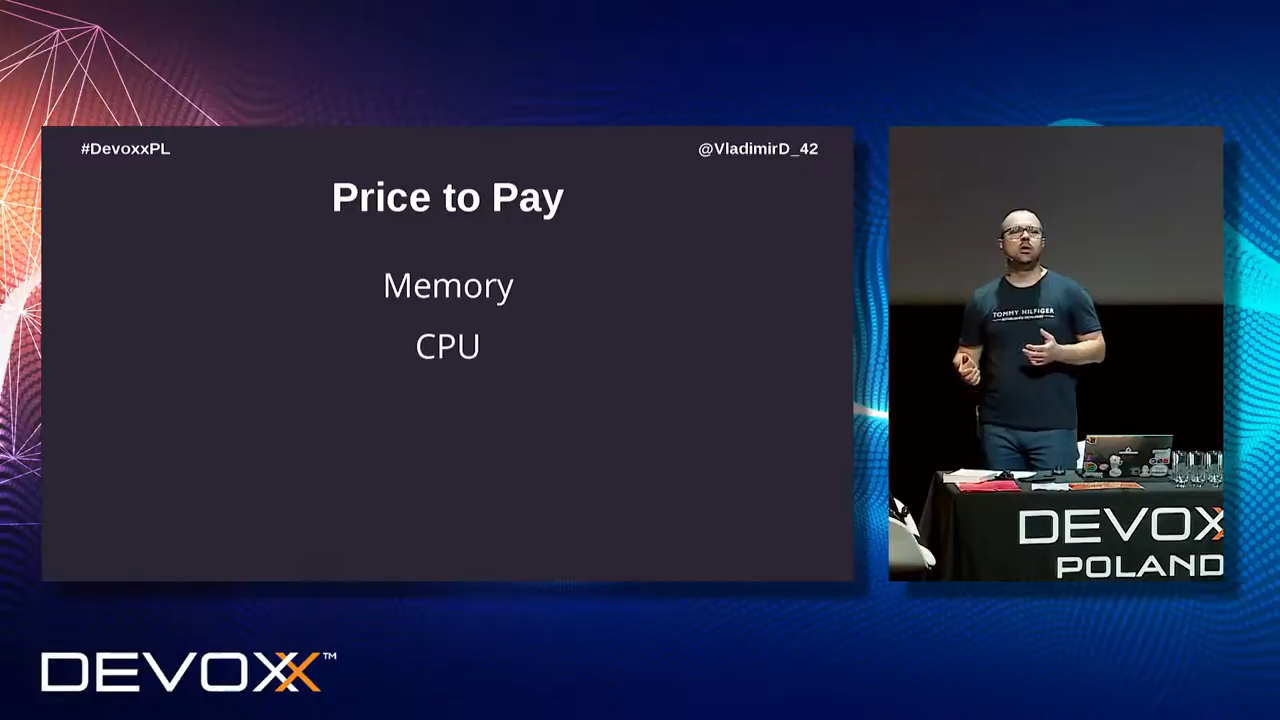 #DevoxxPL
@VladimirD_42
Price to Pay
Memory
CPU
TOMMY HILFIGER
DEVOXX
POLAND
DEVOXX™